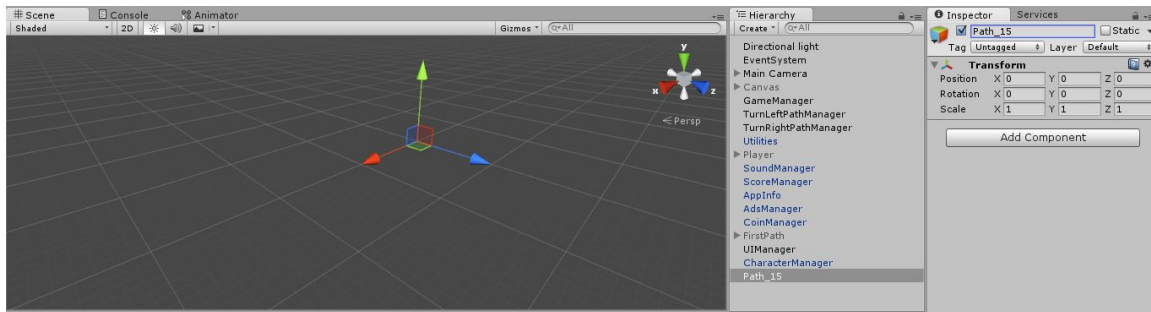 Scene
Console
Animator
Shaded
2D
Gizmos
All
y
x
z
Persp
Hierarchy
Create
All
Directional light
EventSystem
Main Camera
Canvas
GameManager
TurnLeftPathManager
TurnRightPathManager
Utilities
Player
SoundManager
ScoreManager
AppInfo
AdsManager
CoinManager
FirstPath
UIManager
CharacterManager
Path_15
Inspector
Services
Path_15
Static
Tag Untagged Layer Default
Transform
Position X 0 Y 0 Z 0
Rotation X 0 Y 0 Z 0
Scale X 1 Y 1 Z 1
Add Component